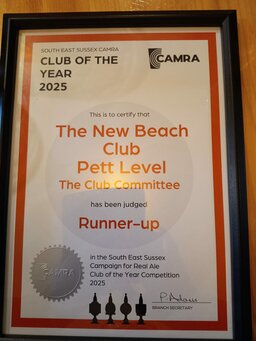 SOUTH EAST SUSSEX CAMRA
CLUB OF THE
YEAR
2025
CAMRA
This is to certify that
The New Beach
Club
Pett Level
The Club Committee
has been judged
Runner-up
in the South East Sussex
Campaign for Real Ale
Club of the Year Competition
2025
CAMRA
P. Adams
BRANCH SECRETARY